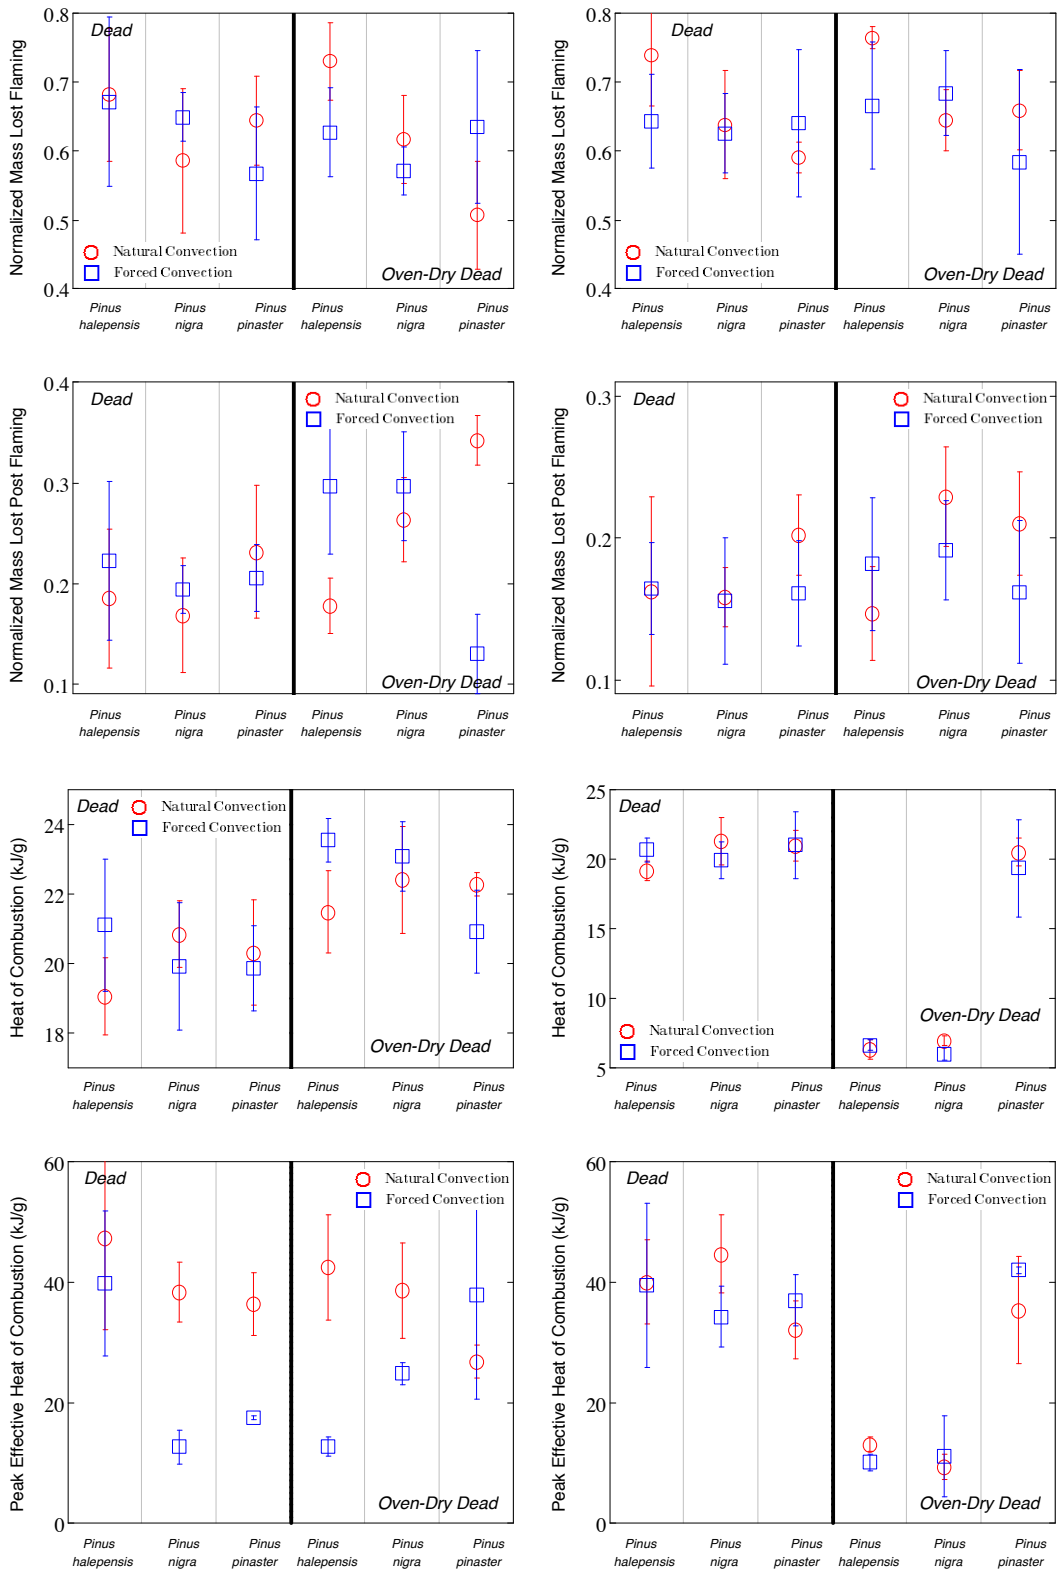 Normalized Mass Lost Flaming
0.8
0.7
0.6
0.5
0.4
Dead
Natural Convection
Forced Convection
Oven-Dry Dead
Pinus halepensis
Pinus nigra
Pinus pinaster
Pinus halepensis
Pinus nigra
Pinus pinaster
Normalized Mass Lost Flaming
0.8
0.7
0.6
0.5
0.4
Dead
Natural Convection
Forced Convection
Oven-Dry Dead
Pinus halepensis
Pinus nigra
Pinus pinaster
Pinus halepensis
Pinus nigra
Pinus pinaster
Normalized Mass Lost Post Flaming
0.4
0.3
0.2
0.1
Dead
Natural Convection
Forced Convection
Oven-Dry Dead
Pinus halepensis
Pinus nigra
Pinus pinaster
Pinus halepensis
Pinus nigra
Pinus pinaster
Normalized Mass Lost Post Flaming
0.3
0.2
0.1
Dead
Natural Convection
Forced Convection
Oven-Dry Dead
Pinus halepensis
Pinus nigra
Pinus pinaster
Pinus halepensis
Pinus nigra
Pinus pinaster
Heat of Combustion (kJ/g)
24
22
20
18
Dead
Natural Convection
Forced Convection
Oven-Dry Dead
Pinus halepensis
Pinus nigra
Pinus pinaster
Pinus halepensis
Pinus nigra
Pinus pinaster
Heat of Combustion (kJ/g)
25
20
15
10
5
Dead
Natural Convection
Forced Convection
Oven-Dry Dead
Pinus halepensis
Pinus nigra
Pinus pinaster
Pinus halepensis
Pinus nigra
Pinus pinaster
Peak Effective Heat of Combustion (kJ/g)
60
40
20
0
Dead
Natural Convection
Forced Convection
Oven-Dry Dead
Pinus halepensis
Pinus nigra
Pinus pinaster
Pinus halepensis
Pinus nigra
Pinus pinaster
Peak Effective Heat of Combustion (kJ/g)
60
40
20
0
Dead
Natural Convection
Forced Convection
Oven-Dry Dead
Pinus halepensis
Pinus nigra
Pinus pinaster
Pinus halepensis
Pinus nigra
Pinus pinaster